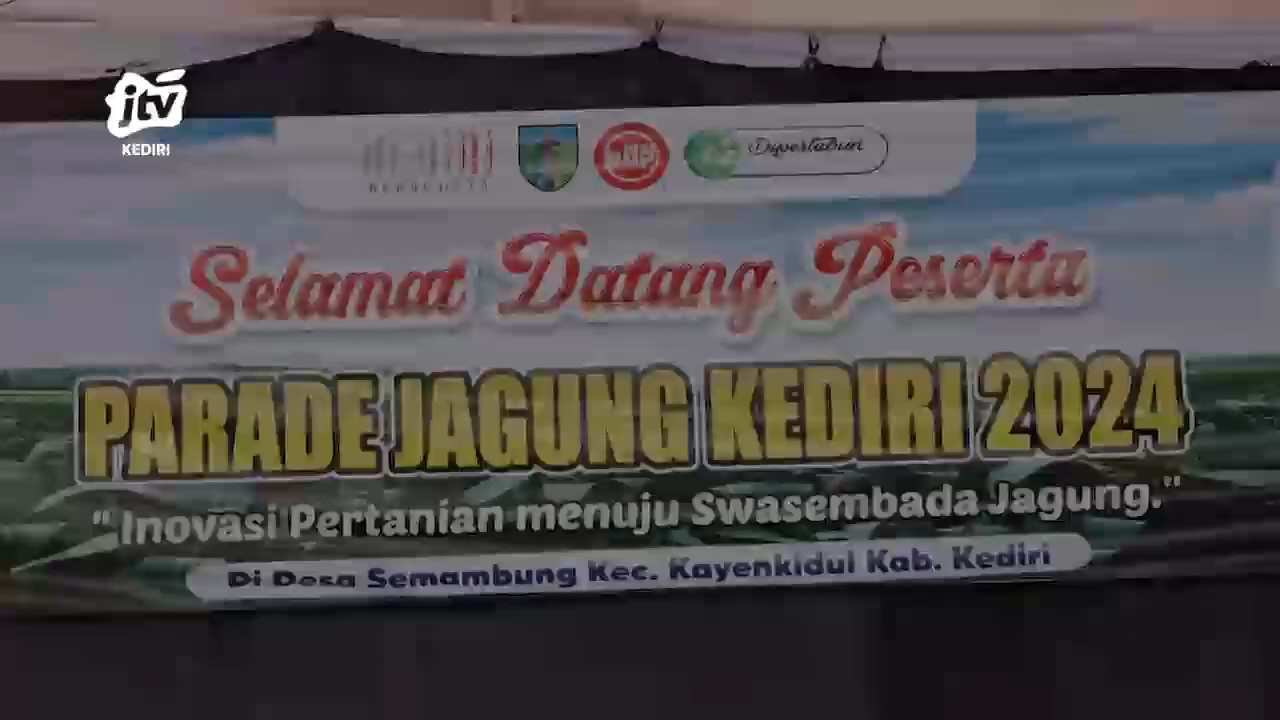 jtv
KEDIRI
Dipertabun
Selamat Datang Peserta
PARADE JAGUNG KEDIRI 2024
"Inovasi Pertanian menuju Swasembada Jagung."
Di Desa Semambung Kec. Kayenkidul Kab. Kediri